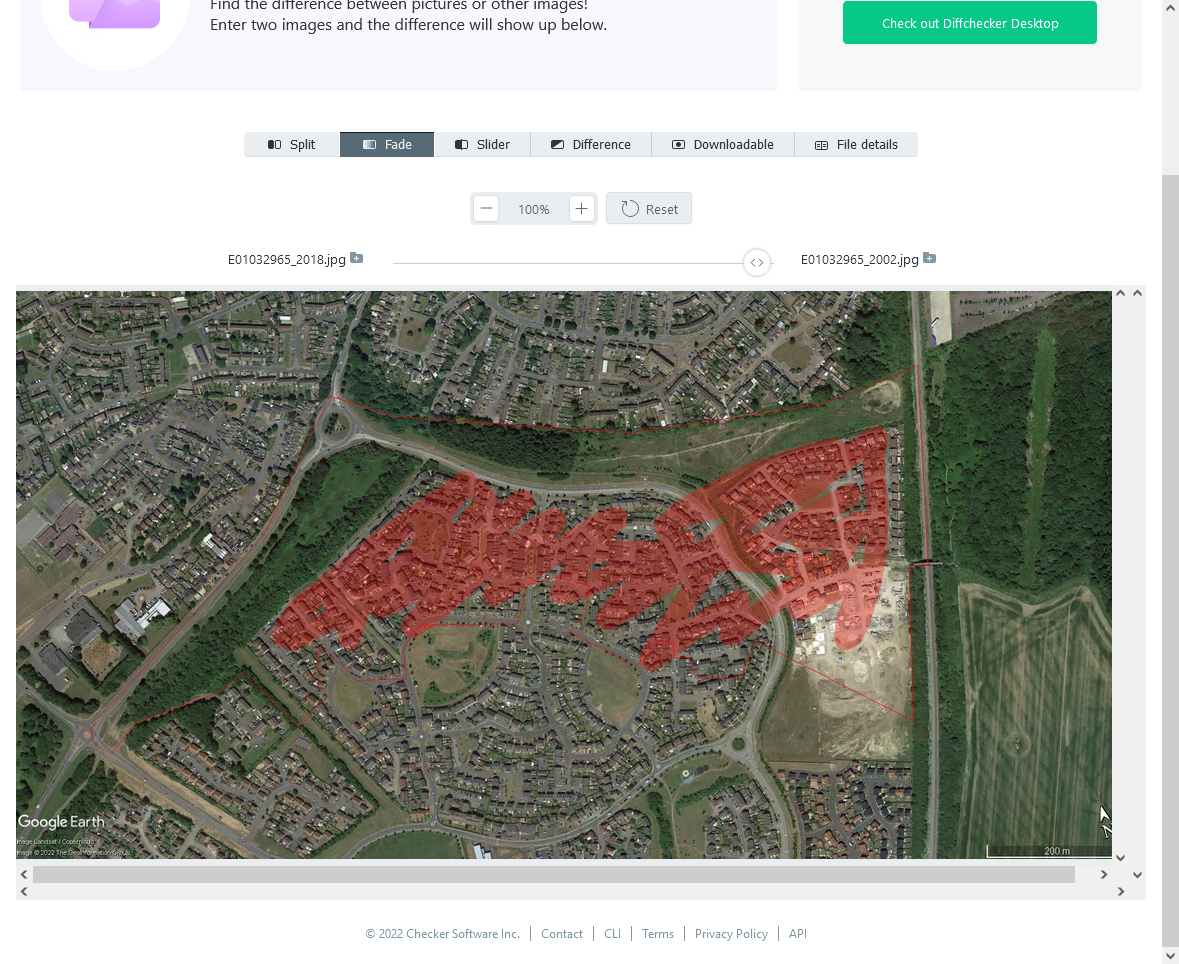 Find the difference between pictures or other images!
Enter two images and the difference will show up below.
Check out Diffchecker Desktop
Split Fade Slider Difference Downloadable File details
100% Reset
E01032965_2018.jpg E01032965_2002.jpg
Google Earth
Image Landsat / Copernicus
Image © 2022 The GeoInformation Group
200 m
© 2022 Checker Software Inc. Contact CLI Terms Privacy Policy API